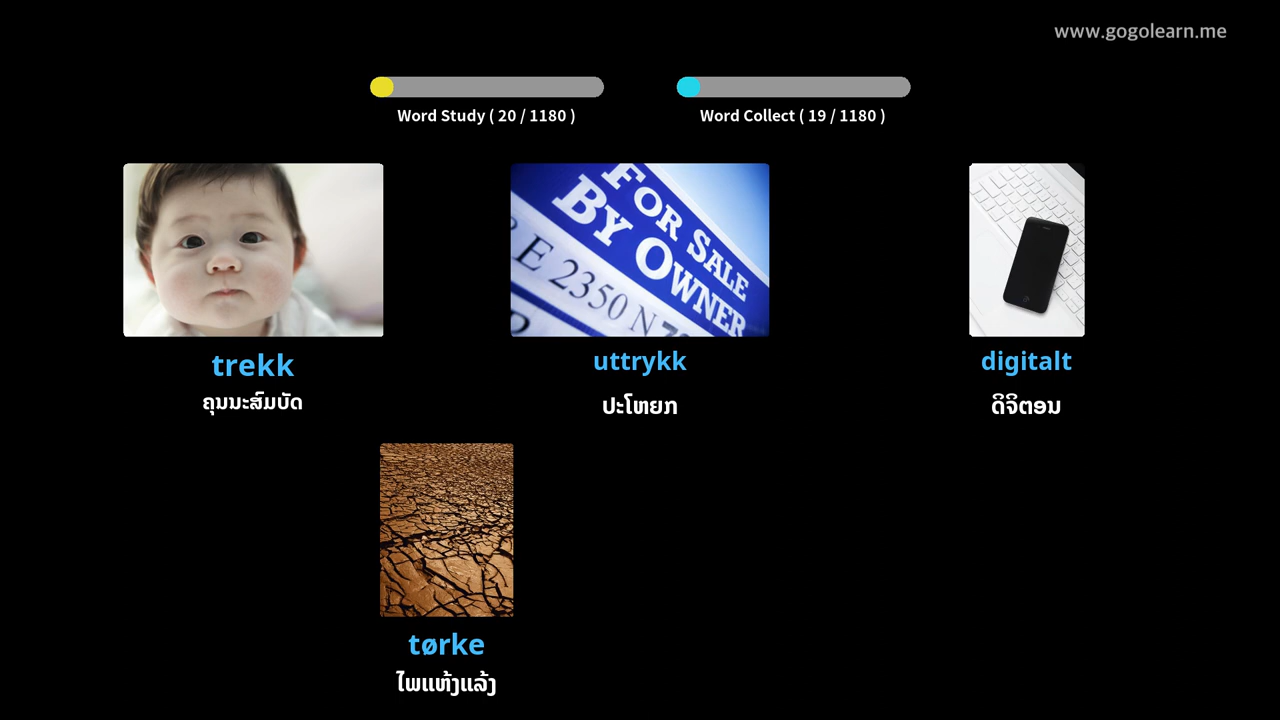 www.gogolearn.me
Word Study ( 20 / 1180 )
Word Collect ( 19 / 1180 )
FOR SALE
BY OWNER
E 2350 N
trekk
uttrykk
digitalt
ຄຸນນະສົມບັດ
ປະໂຫຍກ
ດິຈິຕອນ
tørke
ໄພແຫ້ງແລ້ງ